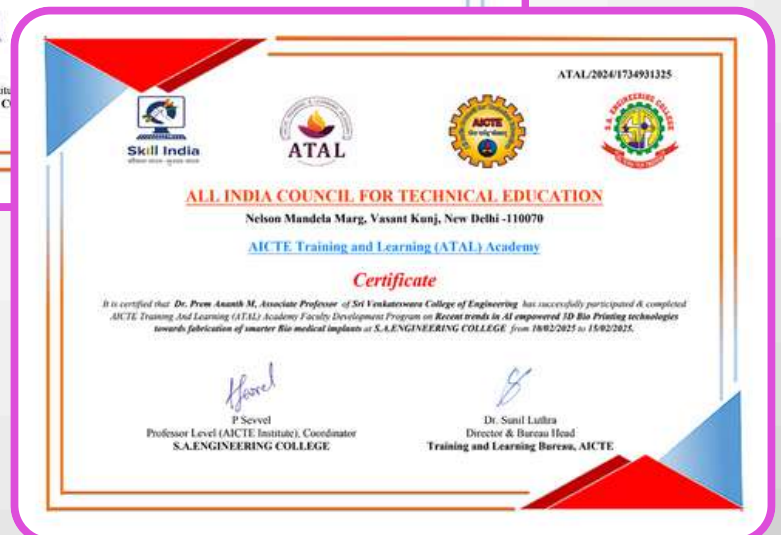 ATAL/2024/1734931325
Skill India
ATAL
AICTE
S.A. ENGINEERING COLLEGE
ALL INDIA COUNCIL FOR TECHNICAL EDUCATION
Nelson Mandela Marg, Vasant Kunj, New Delhi -110070
AICTE Training and Learning (ATAL) Academy
Certificate
It is certified that Dr. Prem Ananth M, Associate Professor of Sri Venkateswara College of Engineering has successfully participated & completed
AICTE Training And Learning (ATAL) Academy Faculty Development Program on Recent trends in AI empowered 3D Bio Printing technologies
towards fabrication of smarter Bio medical implants at S.A.ENGINEERING COLLEGE from 10/02/2025 to 15/02/2025.
P Sevvel
Professor Level (AICTE Institute), Coordinator
S.A.ENGINEERING COLLEGE
Dr. Sunil Luthra
Director & Bureau Head
Training and Learning Bureau, AICTE